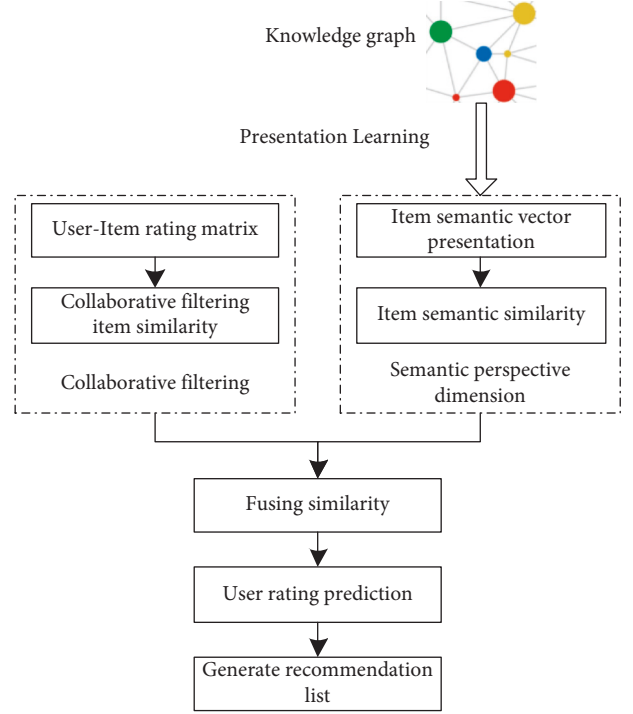 Knowledge graph
Presentation Learning
User-Item rating matrix
Collaborative filtering
item similarity
Collaborative filtering
Item semantic vector
presentation
Item semantic similarity
Semantic perspective
dimension
Fusing similarity
User rating prediction
Generate recommendation
list